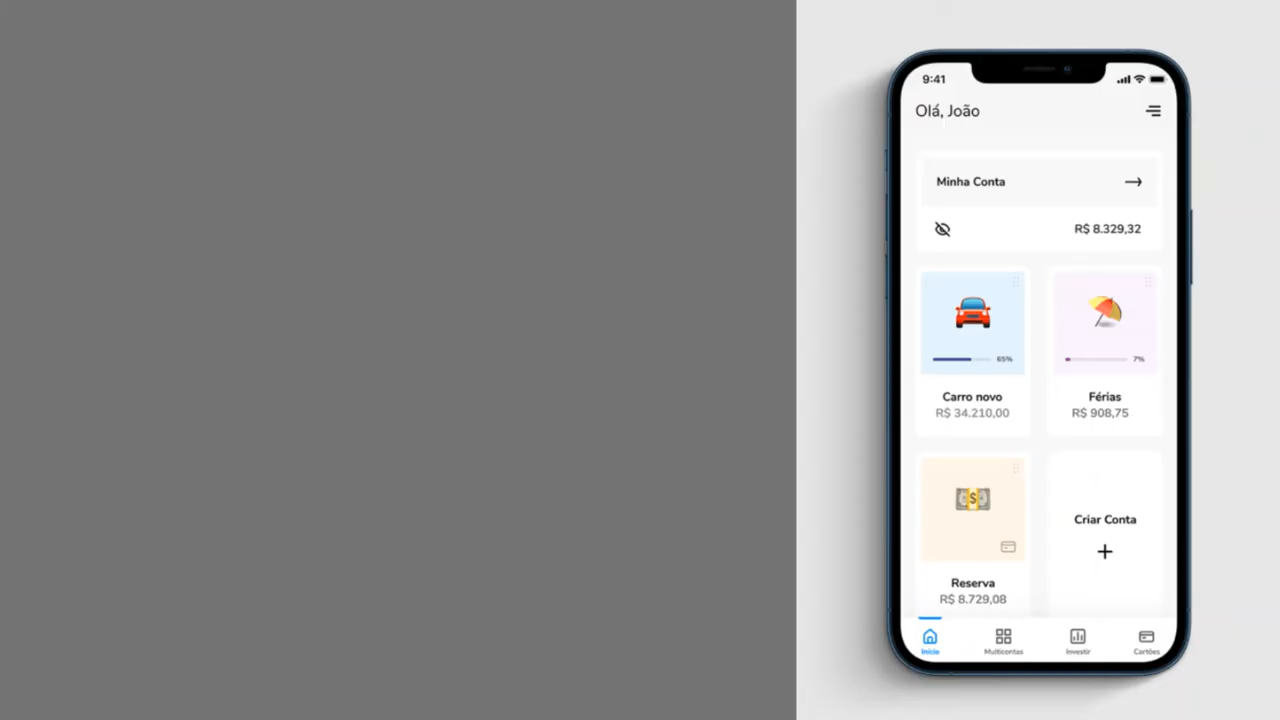 9:41
Olá, João
Minha Conta
R$ 8.329,32
65%
7%
Carro novo
Férias
R$ 34.210,00
R$ 908,75
$
Criar Conta
Reserva
R$ 8.729,08
Início
Multicontas
Investir
Cartões